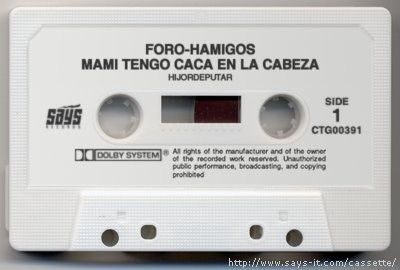 FORO-HAMIGOS
MAMI TENGO CACA EN LA CABEZA
HIJORDEPUTAR
says
RECORDS
SIDE
1
CTG00391
DOLBY SYSTEM®
All rights of the manufacturer and of the owner
of the recorded work reserved. Unauthorized
public performance, broadcasting, and copying
prohibited
http://www.says-it.com/cassette/